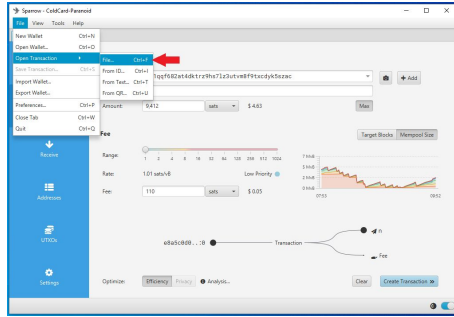 Sparrow - ColdCard-Paranoid
File View Tools Help
New Wallet Ctrl+N
Open Wallet... Ctrl+O
Open Transaction
File... Ctrl+F
Save Transaction... Ctrl+S
From ID... Ctrl+I
Import Wallet...
From Text... Ctrl+T
Export Wallet...
From QR... Ctrl+U
+ Add
Preferences... Ctrl+P
Amount: 9,412 sats $ 4.63 Max
Close Tab Ctrl+W
Quit Ctrl+Q
Fee
Target Blocks Mempool Size
Receive
Range:
1 2 4 8 16 32 64 128 256 512 1024
Rate: 1.01 sats/vB Low Priority
Fee: 110 sats $ 0.05
07:53 09:52
Addresses
UTXOs
e8a5c0d0..:0 Transaction
Fee
Settings
Optimize: Efficiency Privacy Analysis... Clear Create Transaction »